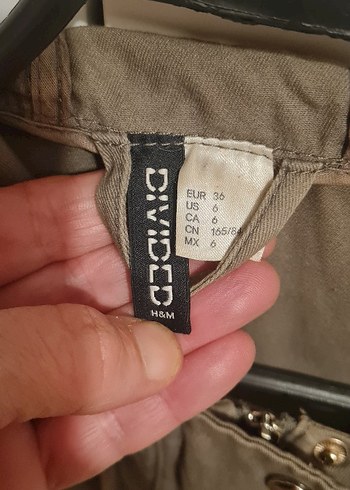 DIVIDED
H&M
EUR 36
US 6
CA 6
CN 165/84
MX 6